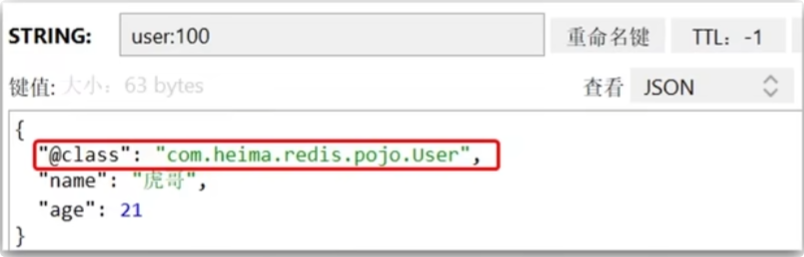 STRING: user:100 重命名键 TTL: -1
键值: 大小: 63 bytes 查看 JSON
{
"@class": "com.heima.redis.pojo.User",
"name": "虎哥",
"age": 21
}